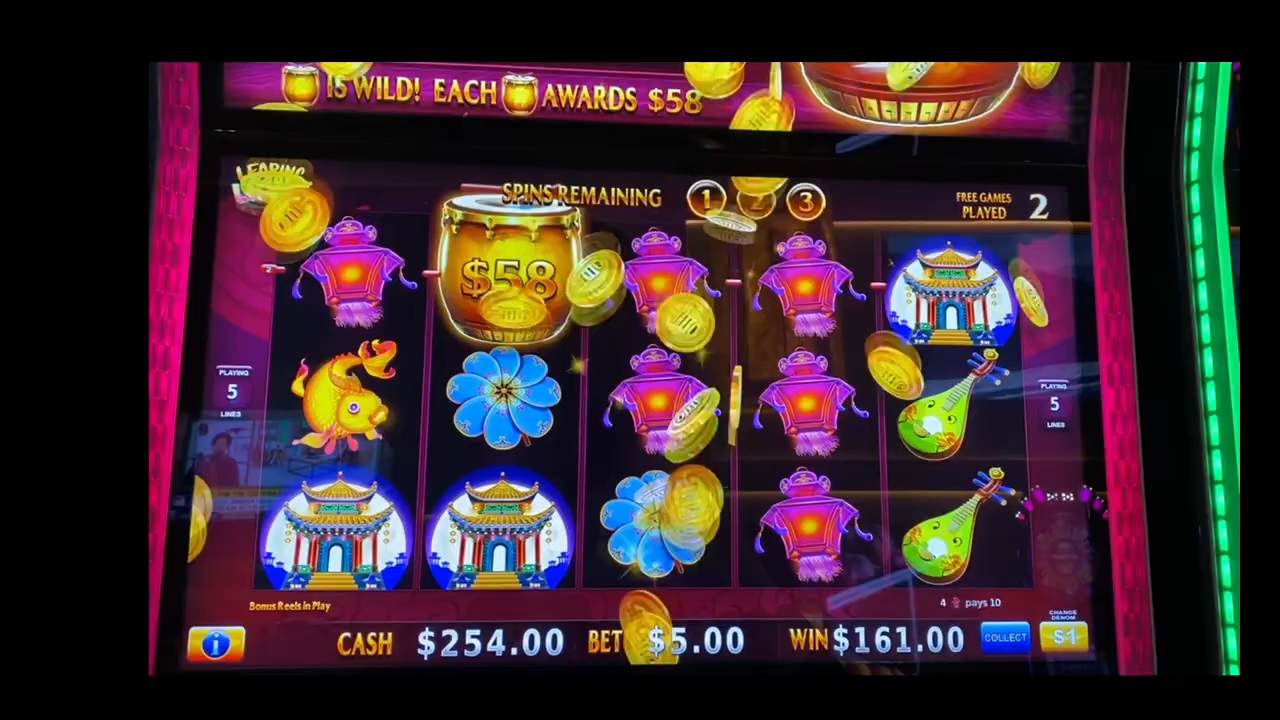 IS WILD! EACH AWARDS $58
SPINS REMAINING 1 2 3
FREE GAMES
PLAYED 2
$58
PLAYING
5
LINES
PLAYING
5
LINES
Bonus Reels in Play
4 pays 10
CASH $254.00 BET $5.00 WIN $161.00 COLLECT
CHANGE
DENOM
$1